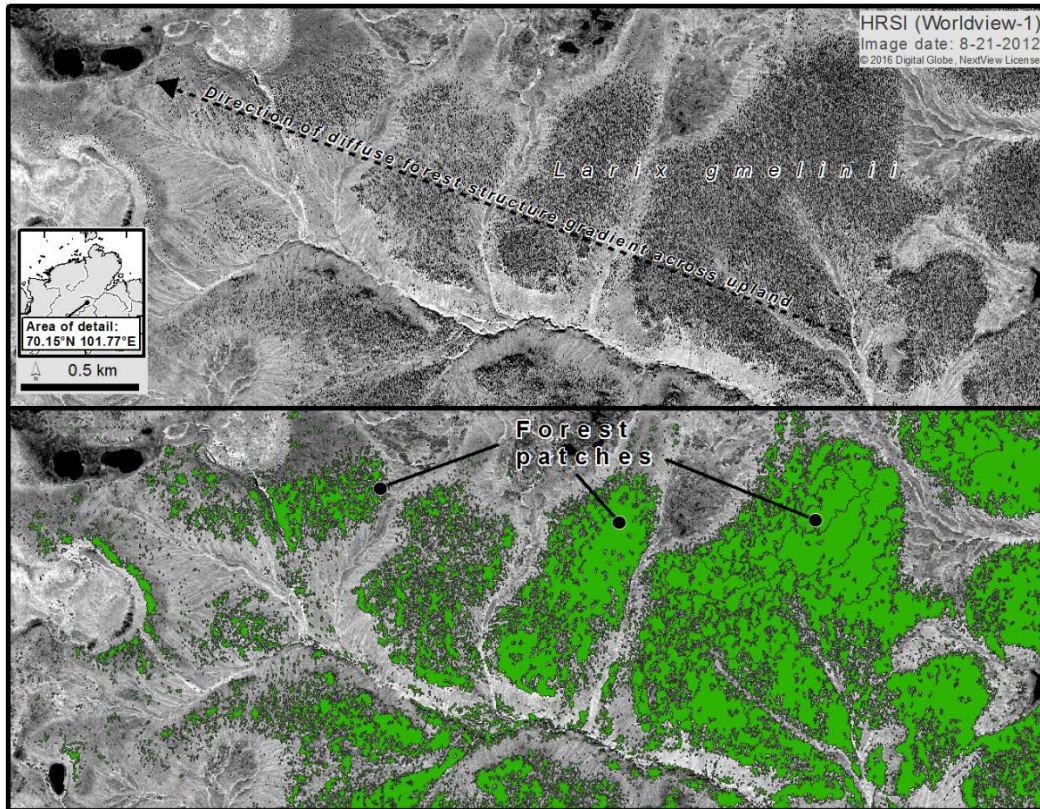 HRSI (Worldview-1)
Image date: 8-21-2012
© 2016 Digital Globe, NextView License
Direction of diffuse forest structure gradient across upland
Larix gmelinii
Area of detail:
70.15°N 101.77°E
N
0.5 km
Forest
patches